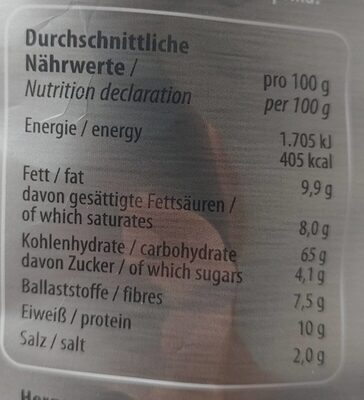 Durchschnittliche
Nährwerte / pro 100 g
Nutrition declaration per 100 g
Energie / energy 1.705 kJ
405 kcal
Fett / fat 9,9 g
davon gesättigte Fettsäuren /
of which saturates 8,0 g
Kohlenhydrate / carbohydrate 65 g
davon Zucker / of which sugars 4,1 g
Ballaststoffe / fibres 7,5 g
Eiweiß / protein 10 g
Salz / salt 2,0 g